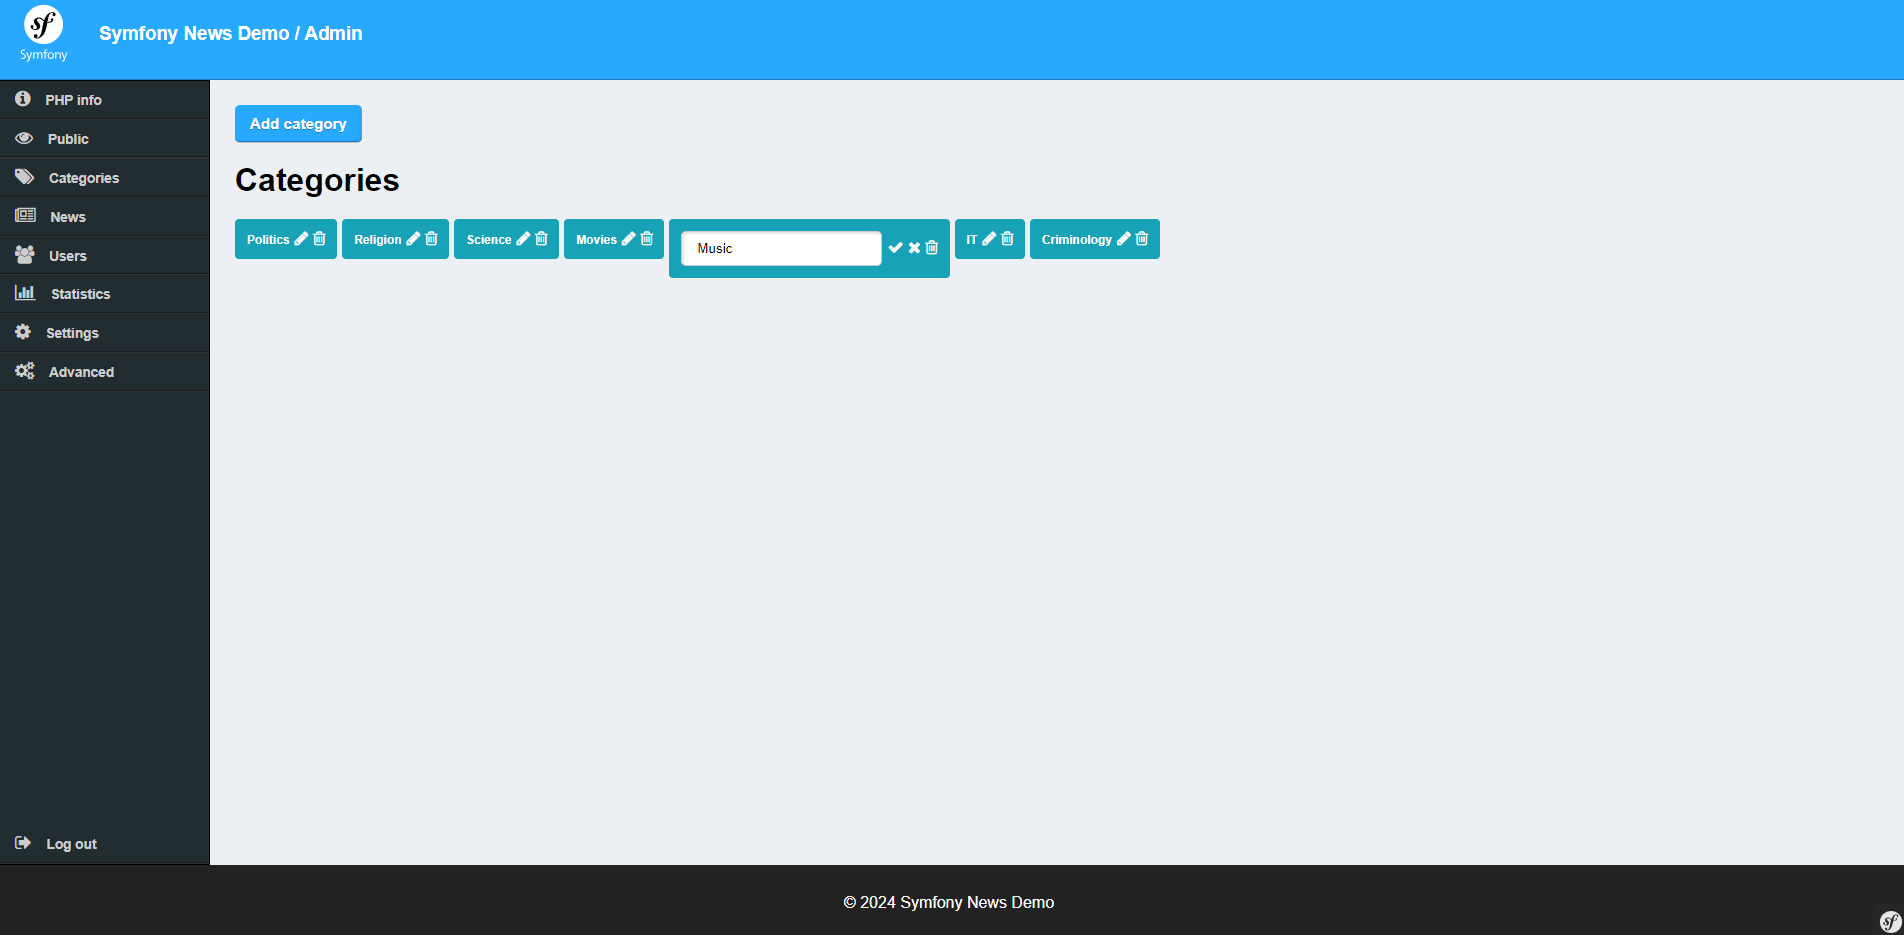 sf
Symfony
Symfony News Demo / Admin
PHP info
Public
Categories
News
Users
Statistics
Settings
Advanced
Log out
Add category
Categories
Politics
Religion
Science
Movies
Music
IT
Criminology
© 2024 Symfony News Demo
sf